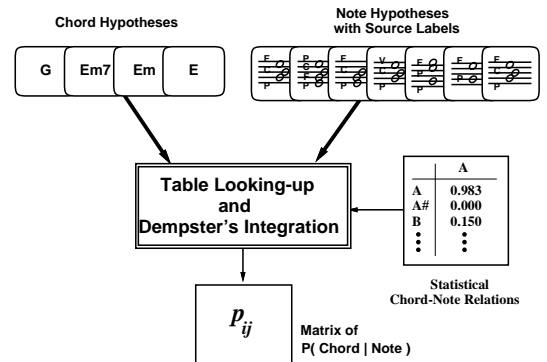 Chord Hypotheses
Note Hypotheses
with Source Labels
G Em7 Em E
F C P
P G F P
F C P
V C P
F P P
F P
F C P
Table Looking-up
and
Dempster's Integration
A
A 0.983
A# 0.000
B 0.150
Statistical
Chord-Note Relations
pij
Matrix of
P( Chord | Note )